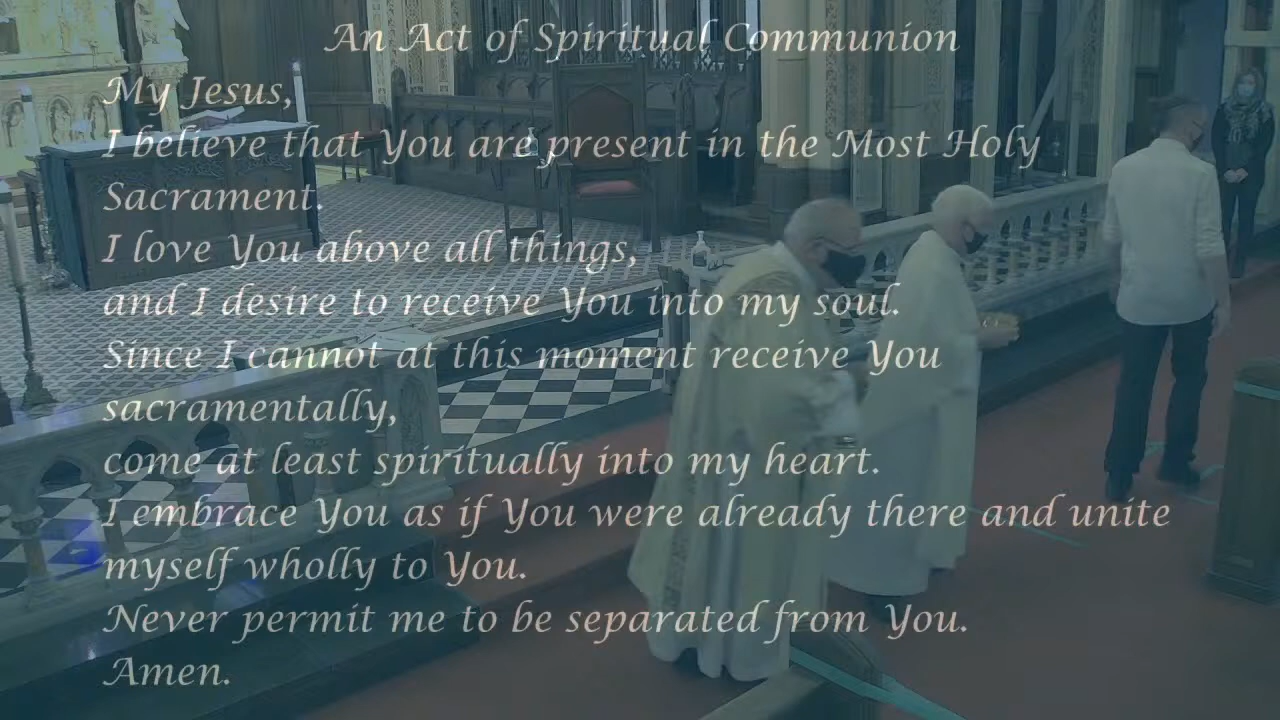 An Act of Spiritual Communion
My Jesus,
I believe that You are present in the Most Holy
Sacrament.
I love You above all things,
and I desire to receive You into my soul.
Since I cannot at this moment receive You
sacramentally,
come at least spiritually into my heart.
I embrace You as if You were already there and unite
myself wholly to You.
Never permit me to be separated from You.
Amen.